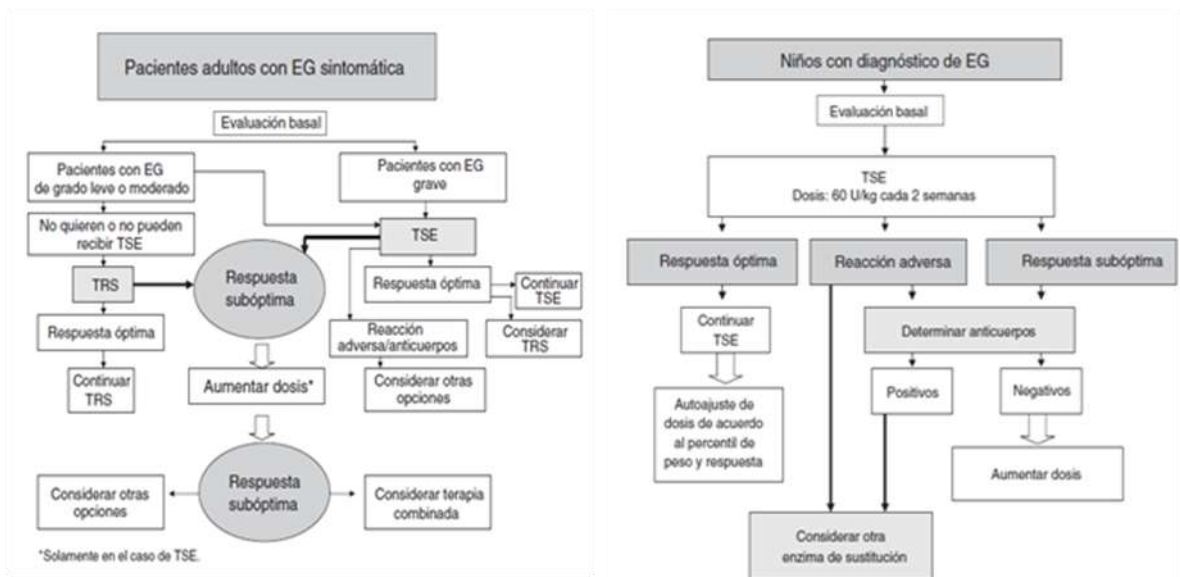 Pacientes adultos con EG sintomática
Evaluación basal
Pacientes con EG
de grado leve o moderado
Pacientes con EG
grave
No quieren o no pueden
recibir TSE
TSE
TRS
Respuesta
subóptima
Respuesta óptima
Continuar
TSE
Respuesta óptima
Reacción
adversa/anticuerpos
Considerar
TRS
Continuar
TRS
Aumentar dosis*
Considerar otras
opciones
Considerar otras
opciones
Respuesta
subóptima
Considerar terapia
combinada
*Solamente en el caso de TSE.
Niños con diagnóstico de EG
Evaluación basal
TSE
Dosis: 60 U/kg cada 2 semanas
Respuesta óptima
Reacción adversa
Respuesta subóptima
Continuar
TSE
Determinar anticuerpos
Positivos
Negativos
Autoajuste de
dosis de acuerdo
al percentil de
peso y respuesta
Aumentar dosis
Considerar otra
enzima de sustitución